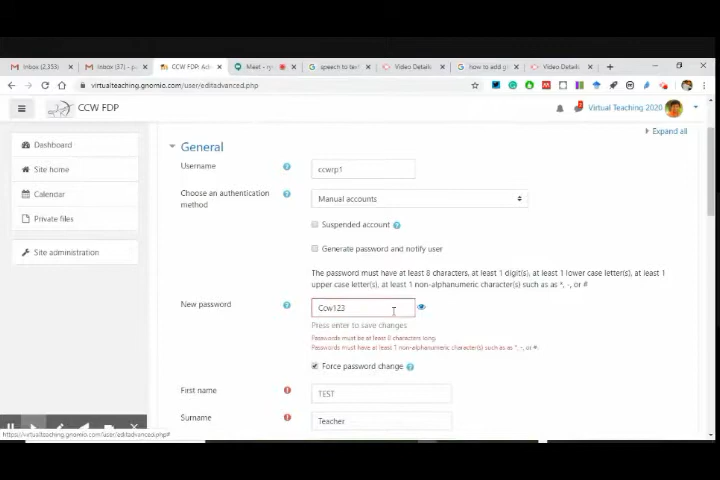 Inbox (2,353)
Inbox (37) - p
CCW FDP: Ad
Meet - ry
speech to tex
Video Details
how to add g
Video Details
virtualteaching.gnomio.com/user/editadvanced.php
CCW FDP
Virtual Teaching 2020
Expand all
Dashboard
Site home
Calendar
Private files
Site administration
General
Username
ccwrp1
Choose an authentication
method
Manual accounts
Suspended account
Generate password and notify user
The password must have at least 8 characters, at least 1 digit(s), at least 1 lower case letter(s), at least 1
upper case letter(s), at least 1 non-alphanumeric character(s) such as as *, -, or #
New password
Ccw123
Press enter to save changes
Passwords must be at least 8 characters long.
Passwords must have at least 1 non-alphanumeric character(s) such as as *, -, or #.
Force password change
First name
TEST
Surname
Teacher
https://virtualteaching.gnomio.com/user/editadvanced.php#